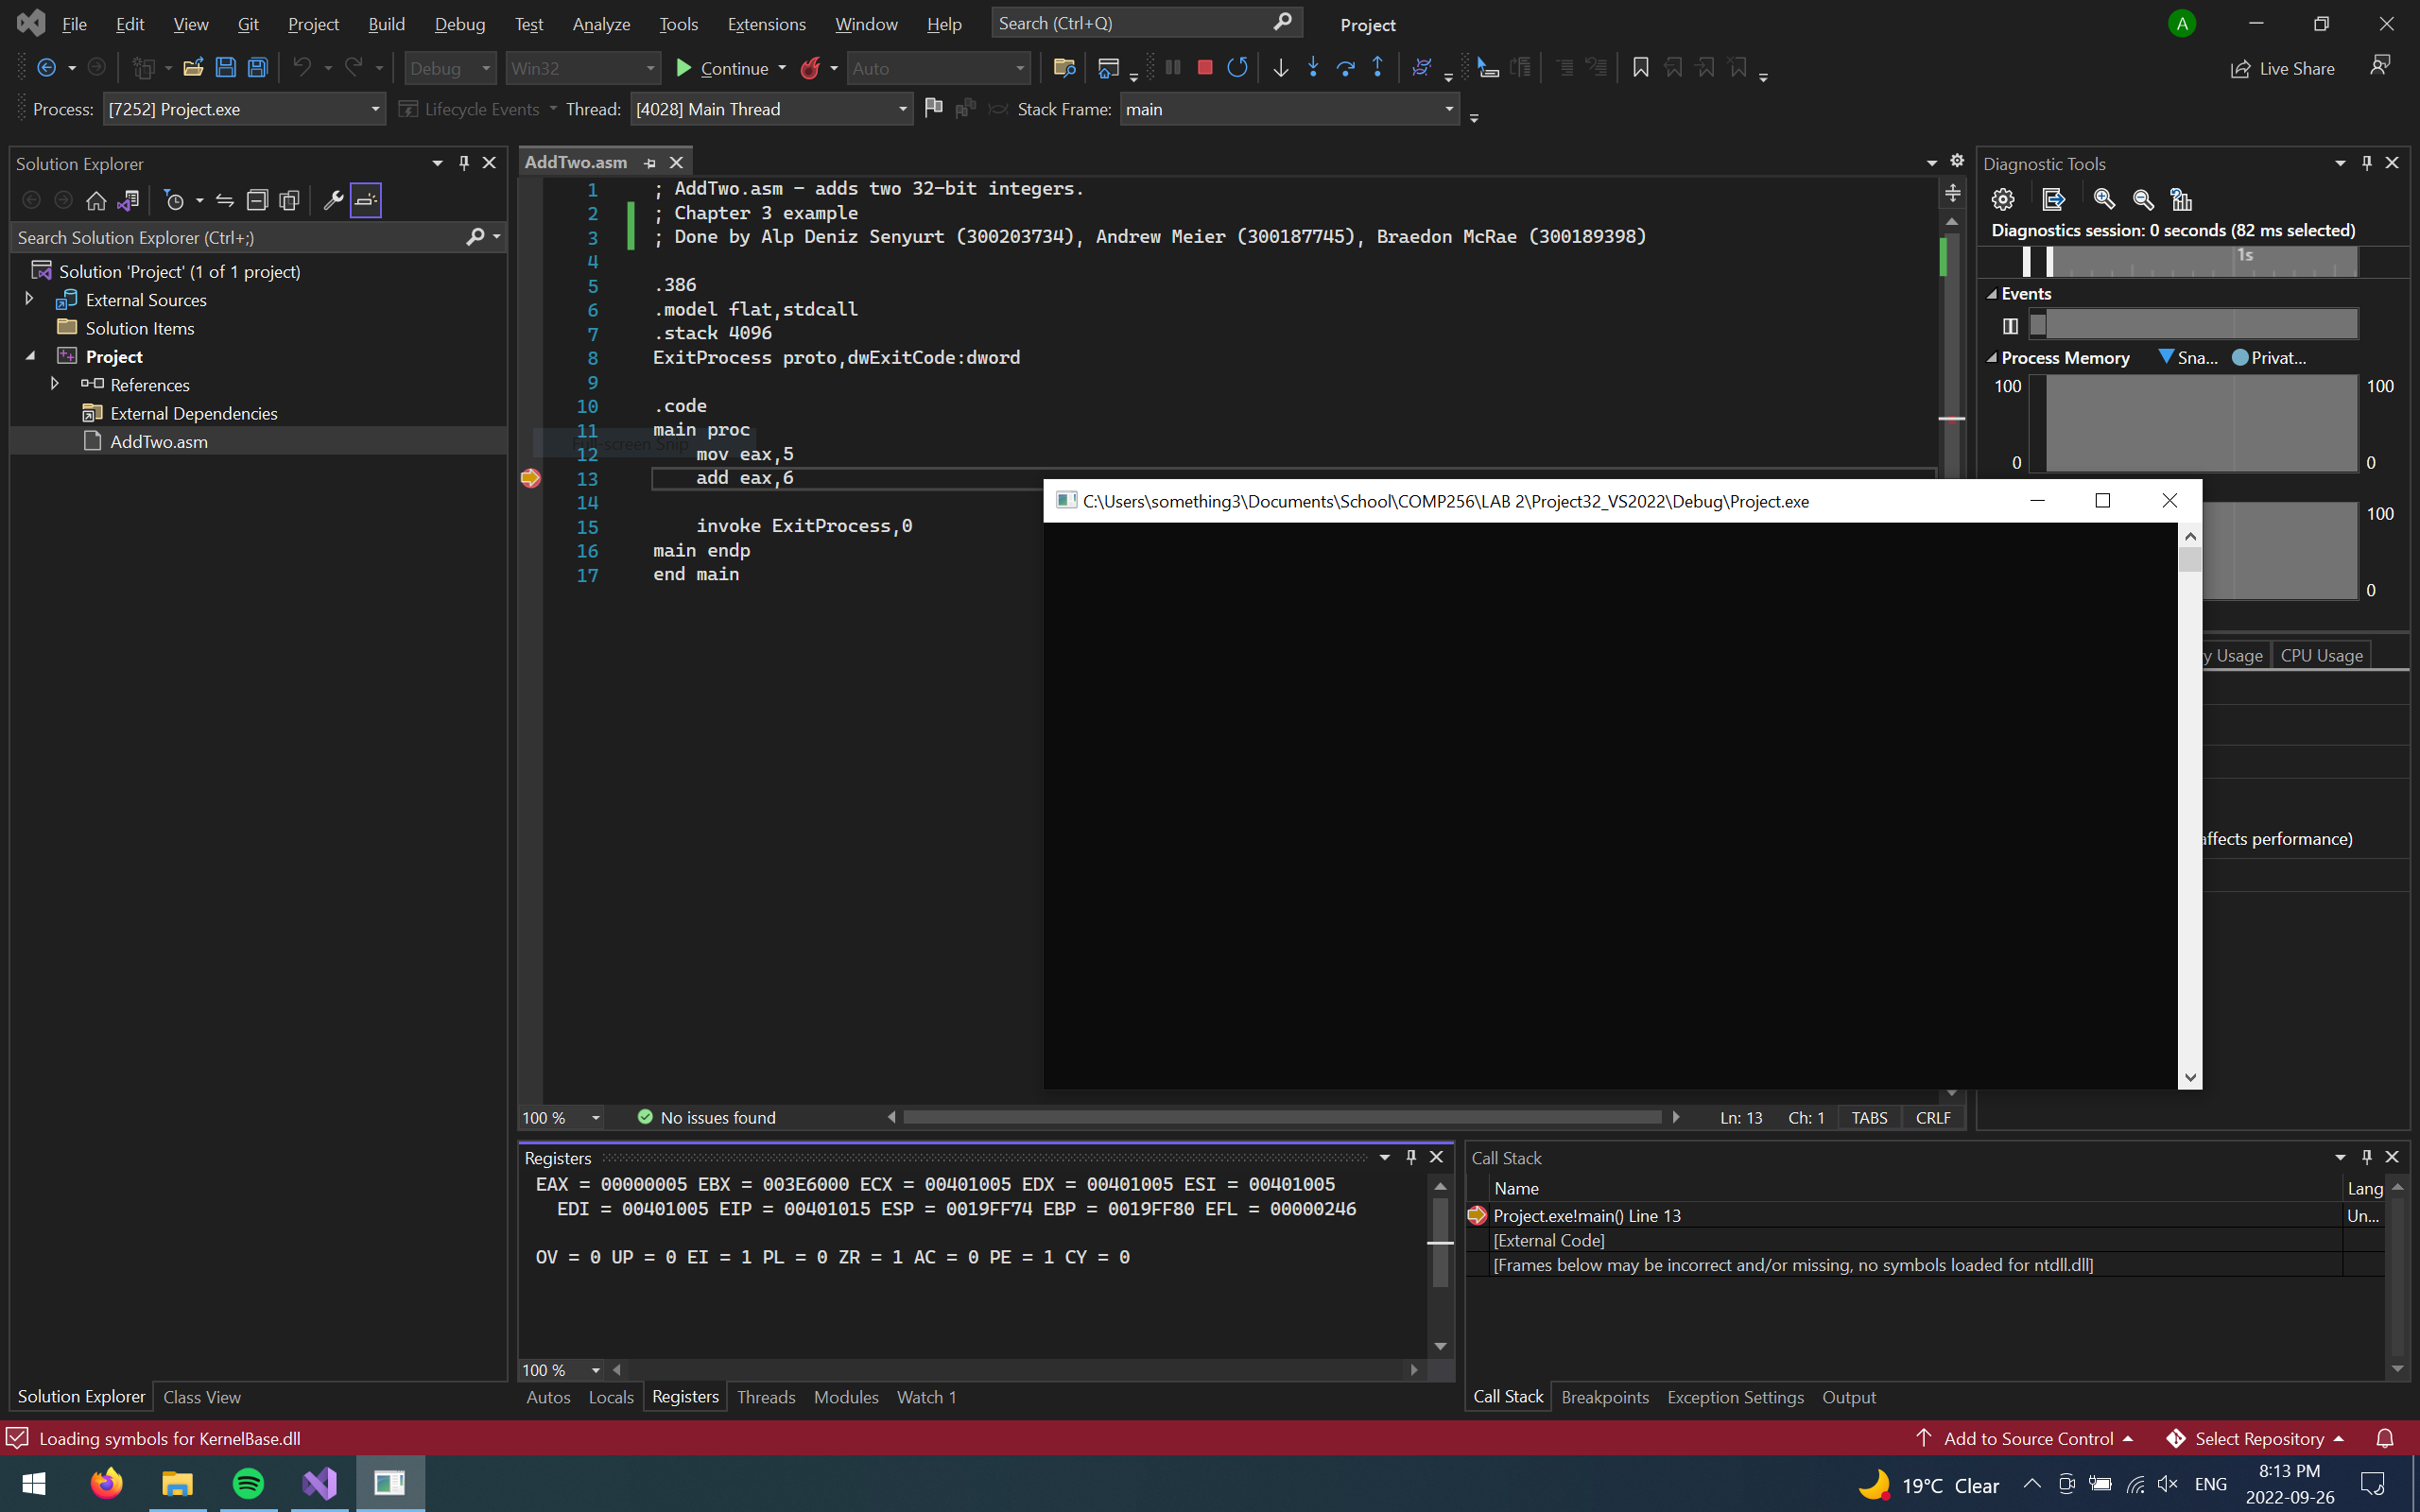 File Edit View Git Project Build Debug Test Analyze Tools Extensions Window Help Search (Ctrl+Q) Project A
Debug Win32 Continue Auto Live Share
Process: [7252] Project.exe Lifecycle Events Thread: [4028] Main Thread Stack Frame: main
Solution Explorer
Search Solution Explorer (Ctrl+;)
Solution 'Project' (1 of 1 project)
External Sources
Solution Items
Project
References
External Dependencies
AddTwo.asm
Solution Explorer Class View
AddTwo.asm
1 ; AddTwo.asm - adds two 32-bit integers.
2 ; Chapter 3 example
3 ; Done by Alp Deniz Senyurt (300203734), Andrew Meier (300187745), Braedon McRae (300189398)
4
5 .386
6 .model flat,stdcall
7 .stack 4096
8 ExitProcess proto,dwExitCode:dword
9
10 .code
11 main proc
Full-screen Snip
12 mov eax,5
13 add eax,6
14
15 invoke ExitProcess,0
16 main endp
17 end main
100 % No issues found Ln: 13 Ch: 1 TABS CRLF
C:\Users\something3\Documents\School\COMP256\LAB 2\Project32_VS2022\Debug\Project.exe
Diagnostic Tools
Diagnostics session: 0 seconds (82 ms selected)
1s
Events
Process Memory Sna... Privat...
100 100
0 0
100
0
y Usage CPU Usage
affects performance)
Registers
EAX = 00000005 EBX = 003E6000 ECX = 00401005 EDX = 00401005 ESI = 00401005
EDI = 00401005 EIP = 00401015 ESP = 0019FF74 EBP = 0019FF80 EFL = 00000246
OV = 0 UP = 0 EI = 1 PL = 0 ZR = 1 AC = 0 PE = 1 CY = 0
100 %
Autos Locals Registers Threads Modules Watch 1
Call Stack
Name Lang
Project.exe!main() Line 13 Un...
[External Code]
[Frames below may be incorrect and/or missing, no symbols loaded for ntdll.dll]
Call Stack Breakpoints Exception Settings Output
Loading symbols for KernelBase.dll Add to Source Control Select Repository
19°C Clear ENG 8:13 PM
2022-09-26